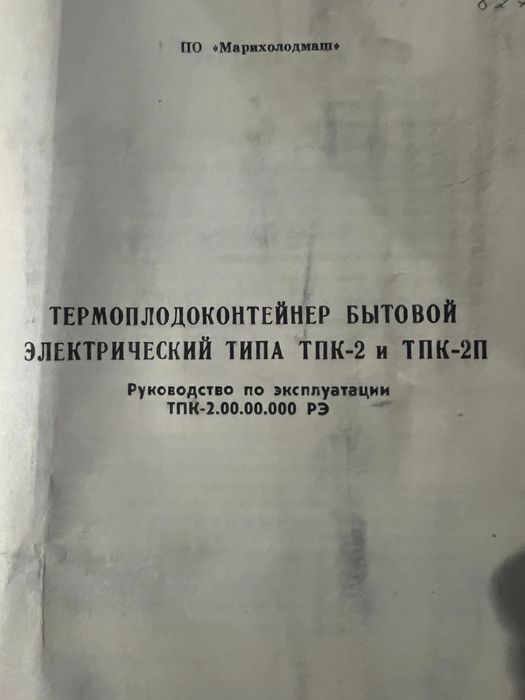 ПО «Марихолодмаш»
ТЕРМОПЛОДОКОНТЕЙНЕР БЫТОВОЙ
ЭЛЕКТРИЧЕСКИЙ ТИПА ТПК-2 и ТПК-2П
Руководство по эксплуатации
ТПК-2.00.00.000 РЭ